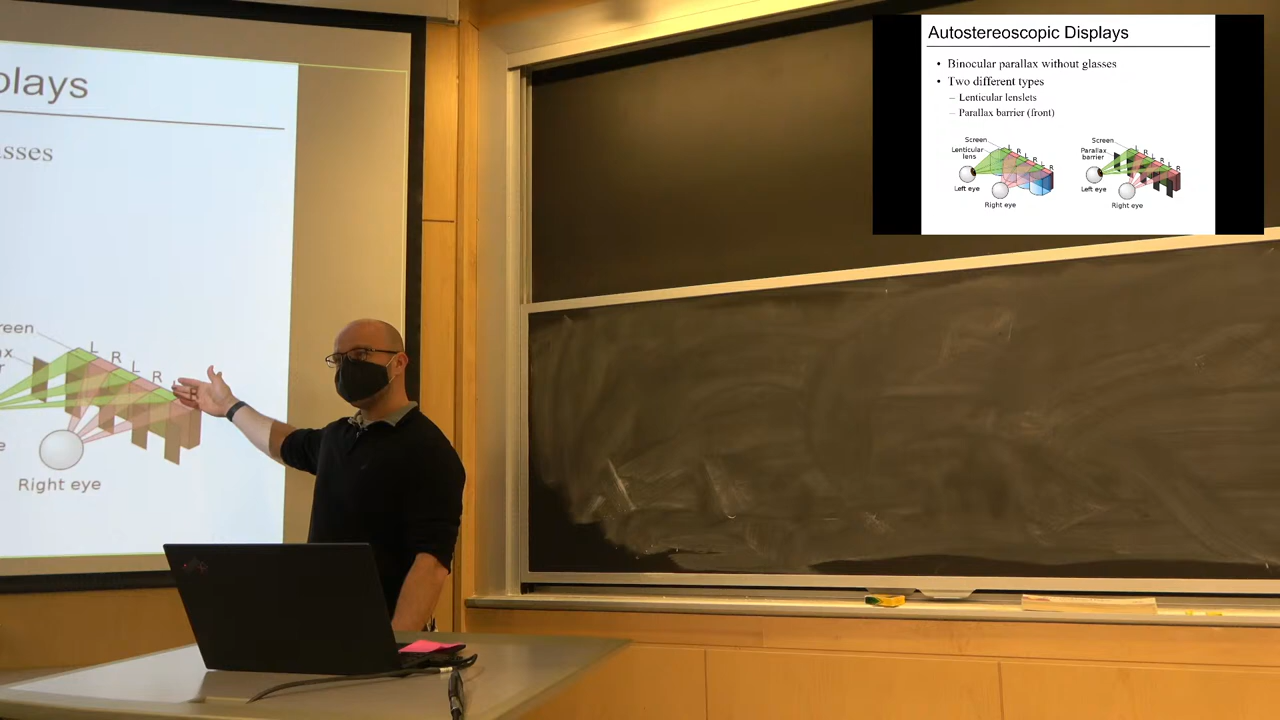 plays
sses
reen
x
r
L
R
L
R
R
e
Right eye
Autostereoscopic Displays
• Binocular parallax without glasses
• Two different types
– Lenticular lenslets
– Parallax barrier (front)
Screen
Lenticular
lens
L
R
L
R
L
R
Left eye
Right eye
Screen
Parallax
barrier
L
R
L
R
L
R
Left eye
Right eye